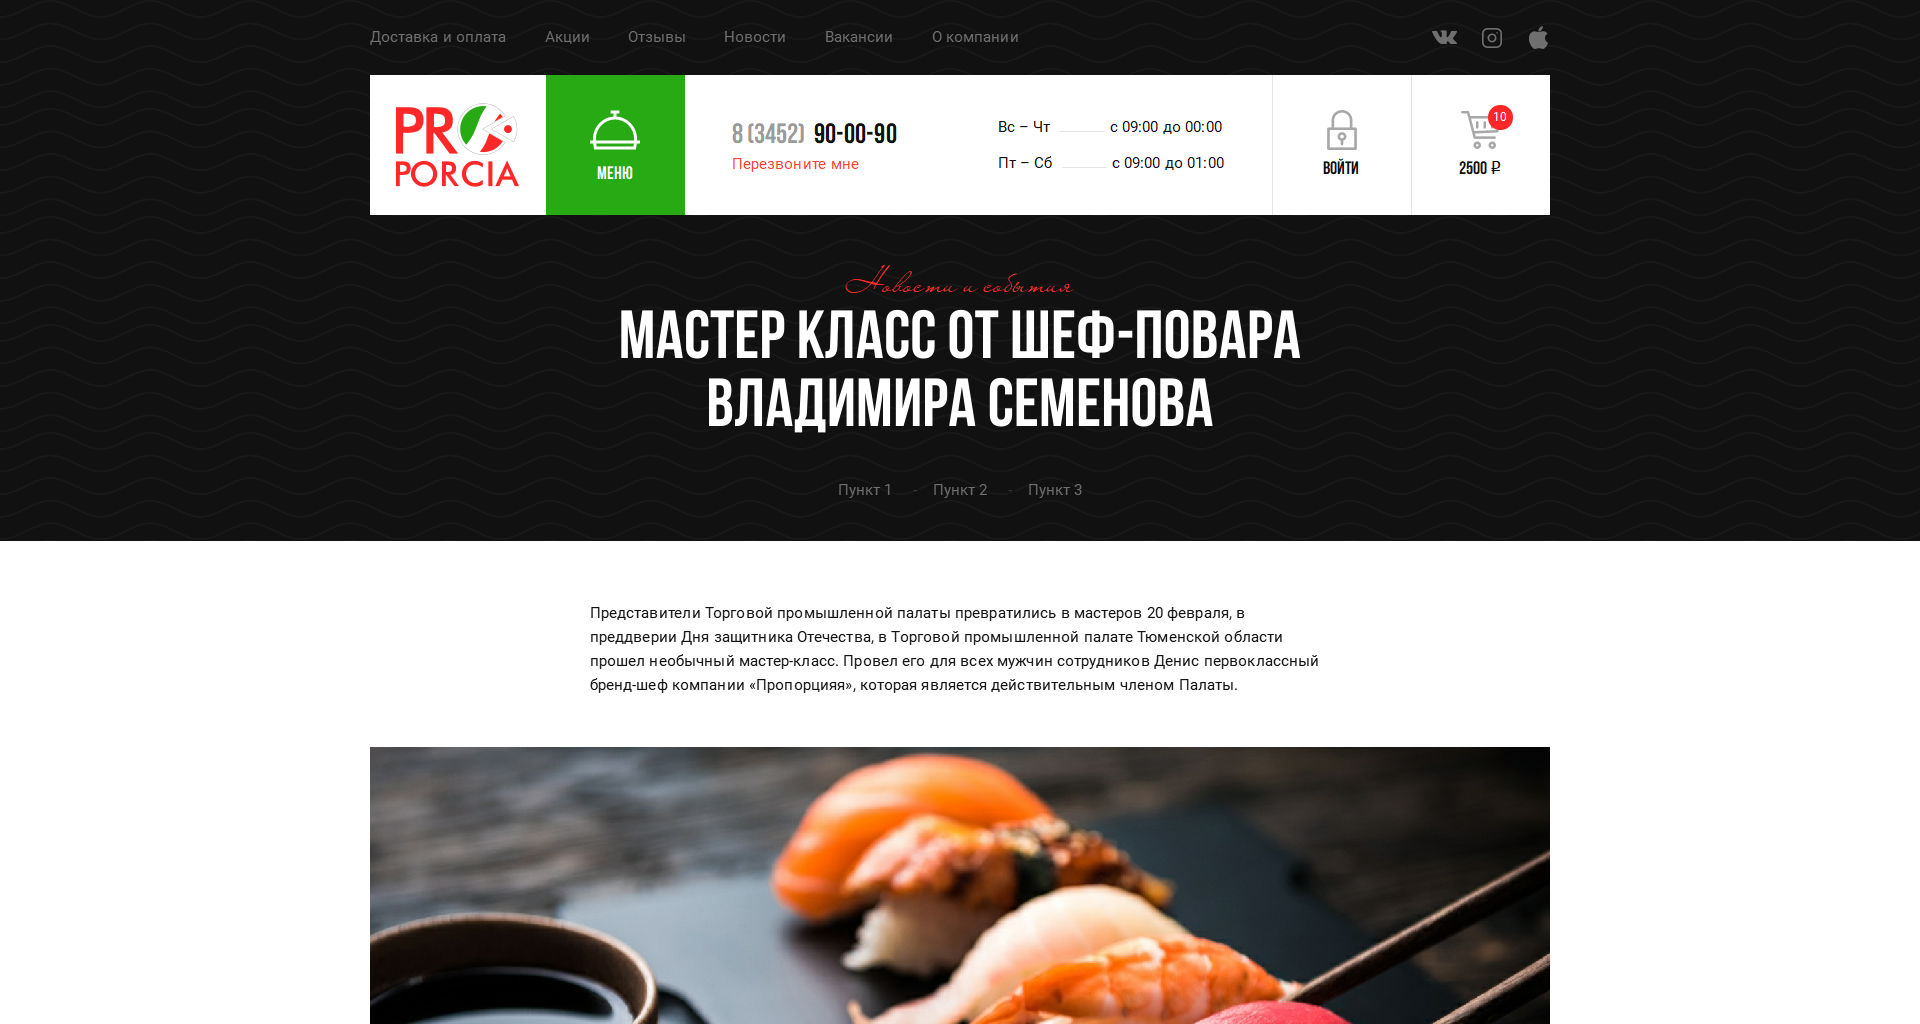 Доставка и оплата Акции Отзывы Новости Вакансии О компании
PRO
PORCIA
МЕНЮ
8 (3452) 90-00-90
Перезвоните мне
Вс – Чт с 09:00 до 00:00
Пт – Сб с 09:00 до 01:00
ВОЙТИ
10
2500 ₽
Новости и события
МАСТЕР КЛАСС ОТ ШЕФ-ПОВАРА
ВЛАДИМИРА СЕМЕНОВА
Пункт 1 - Пункт 2 - Пункт 3
Представители Торговой промышленной палаты превратились в мастеров 20 февраля, в
преддверии Дня защитника Отечества, в Торговой промышленной палате Тюменской области
прошел необычный мастер-класс. Провел его для всех мужчин сотрудников Денис первоклассный
бренд-шеф компании «Пропорцияя», которая является действительным членом Палаты.